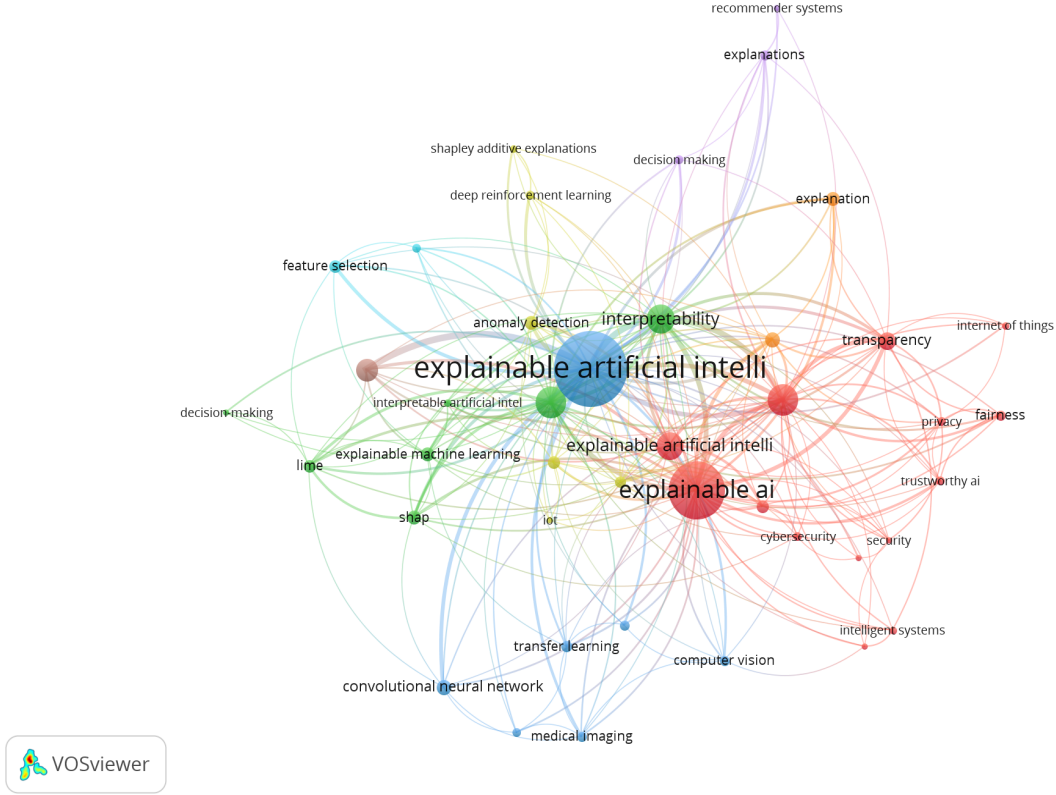 recommender systems
explanations
shapley additive explanations
decision making
deep reinforcement learning
explanation
feature selection
anomaly detection
interpretability
internet of things
transparency
explainable artificial intelli
interpretable artificial intel
decision-making
fairness
privacy
explainable artificial intelli
explainable machine learning
lime
trustworthy ai
explainable ai
shap
iot
cybersecurity
security
intelligent systems
transfer learning
computer vision
convolutional neural network
medical imaging
VOSviewer